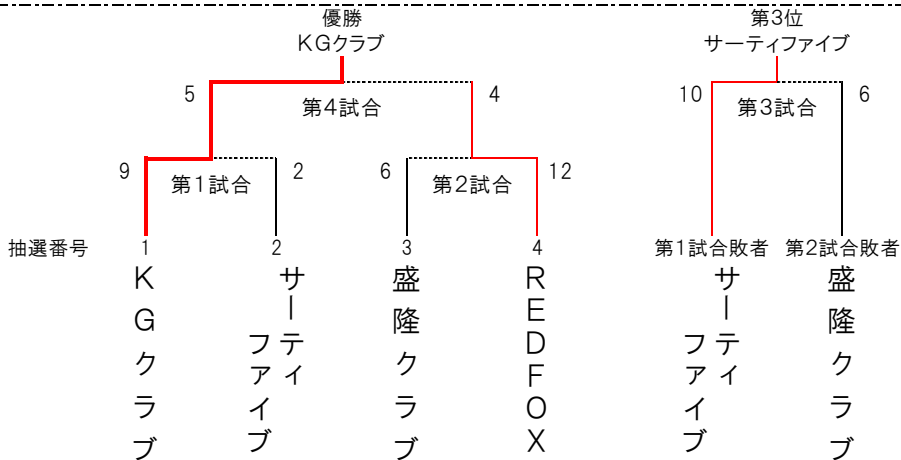 優勝
KGクラブ
第3位
サーティファイブ
5
第4試合
4
10
第3試合
6
9
第1試合
2
6
第2試合
12
抽選番号
1
2
3
4
第1試合敗者
第2試合敗者
KGクラブ
サーティ
ファイブ
盛隆クラブ
REDFOX
サーティ
ファイブ
盛隆クラブ